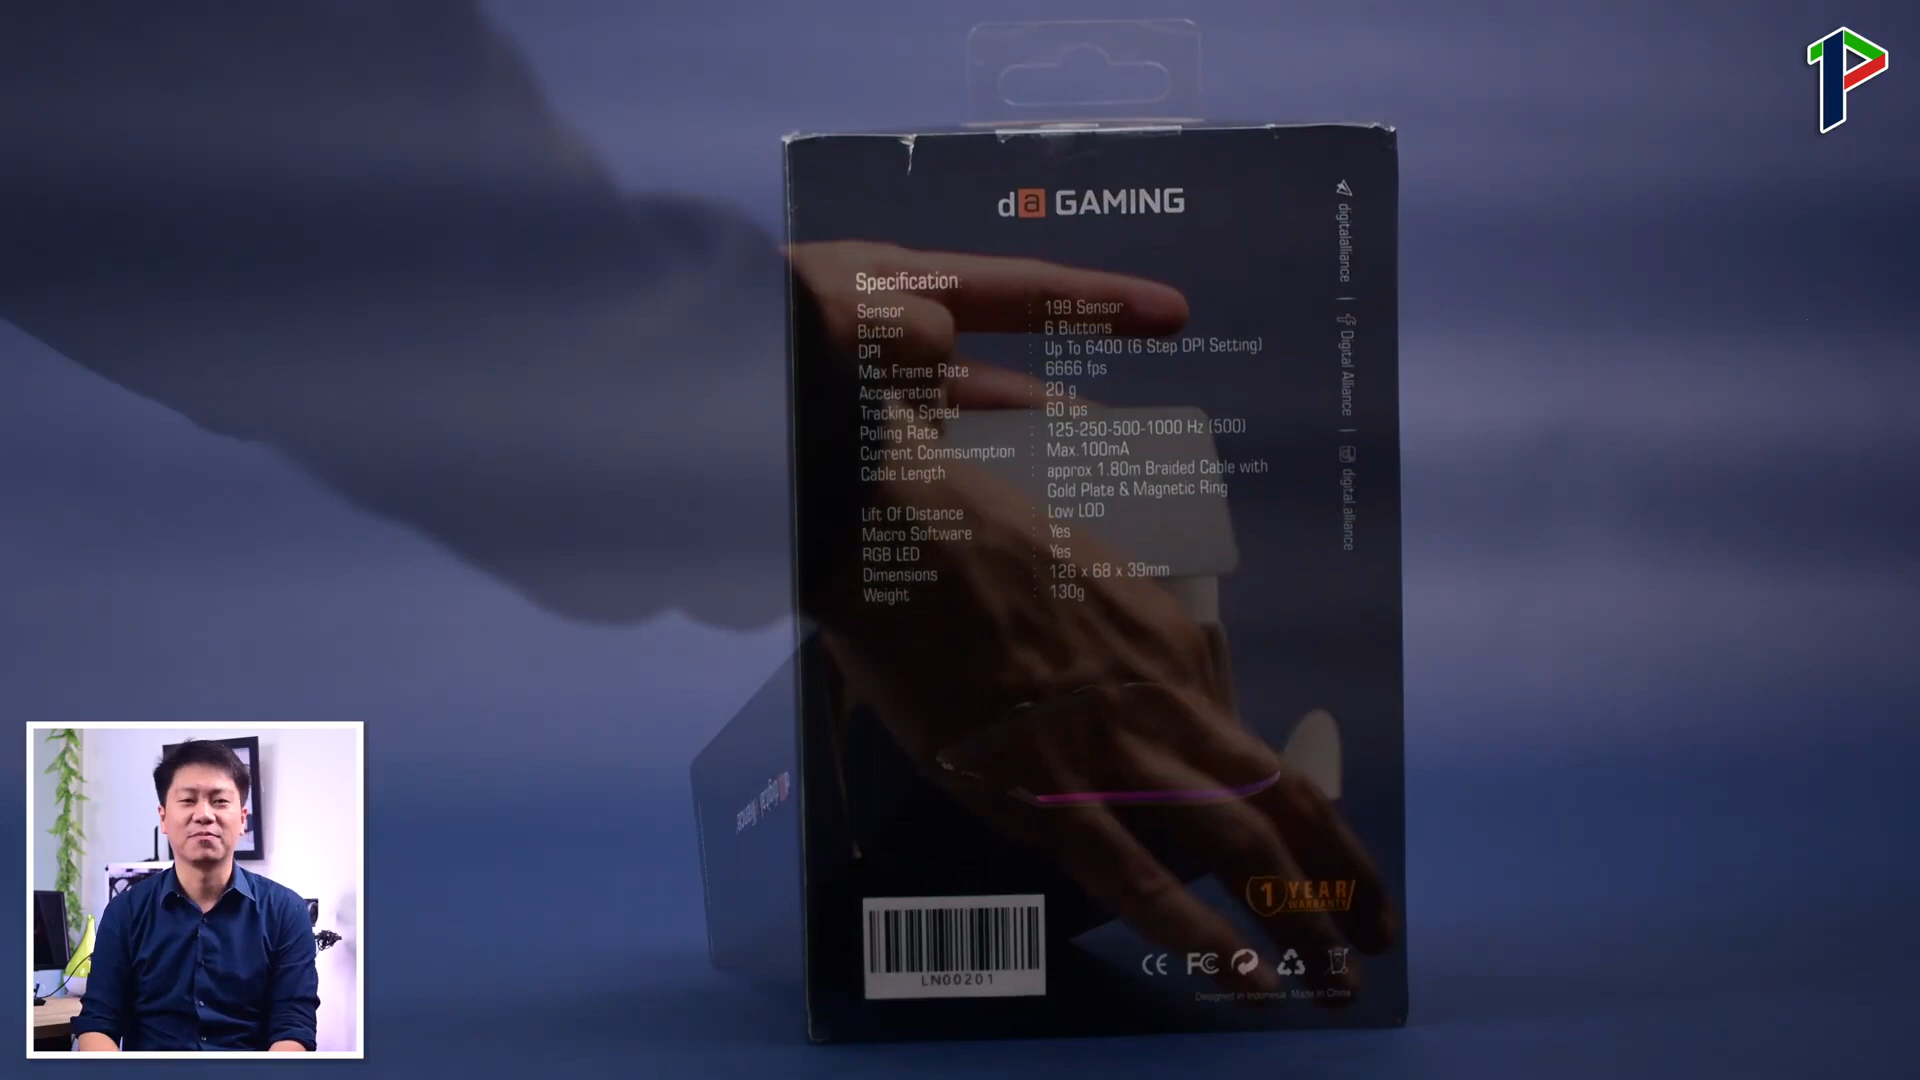 da GAMING
Specification:
Sensor : 199 Sensor
Button : 6 Buttons
DPI : Up To 6400 (6 Step DPI Setting)
Max Frame Rate : 6666 fps
Acceleration : 20 g
Tracking Speed : 60 ips
Polling Rate : 125-250-500-1000 Hz (500)
Current Conmsumption : Max.100mA
Cable Length : approx 1.80m Braided Cable with
Gold Plate & Magnetic Ring
Lift Of Distance : Low LOD
Macro Software : Yes
RGB LED : Yes
Dimensions : 126 x 68 x 39mm
Weight : 130g
digitalalliance | Digital Alliance | digital.alliance
1 YEAR
WARRANTY
LN00201
CE FC
Designed in Indonesia Made In China